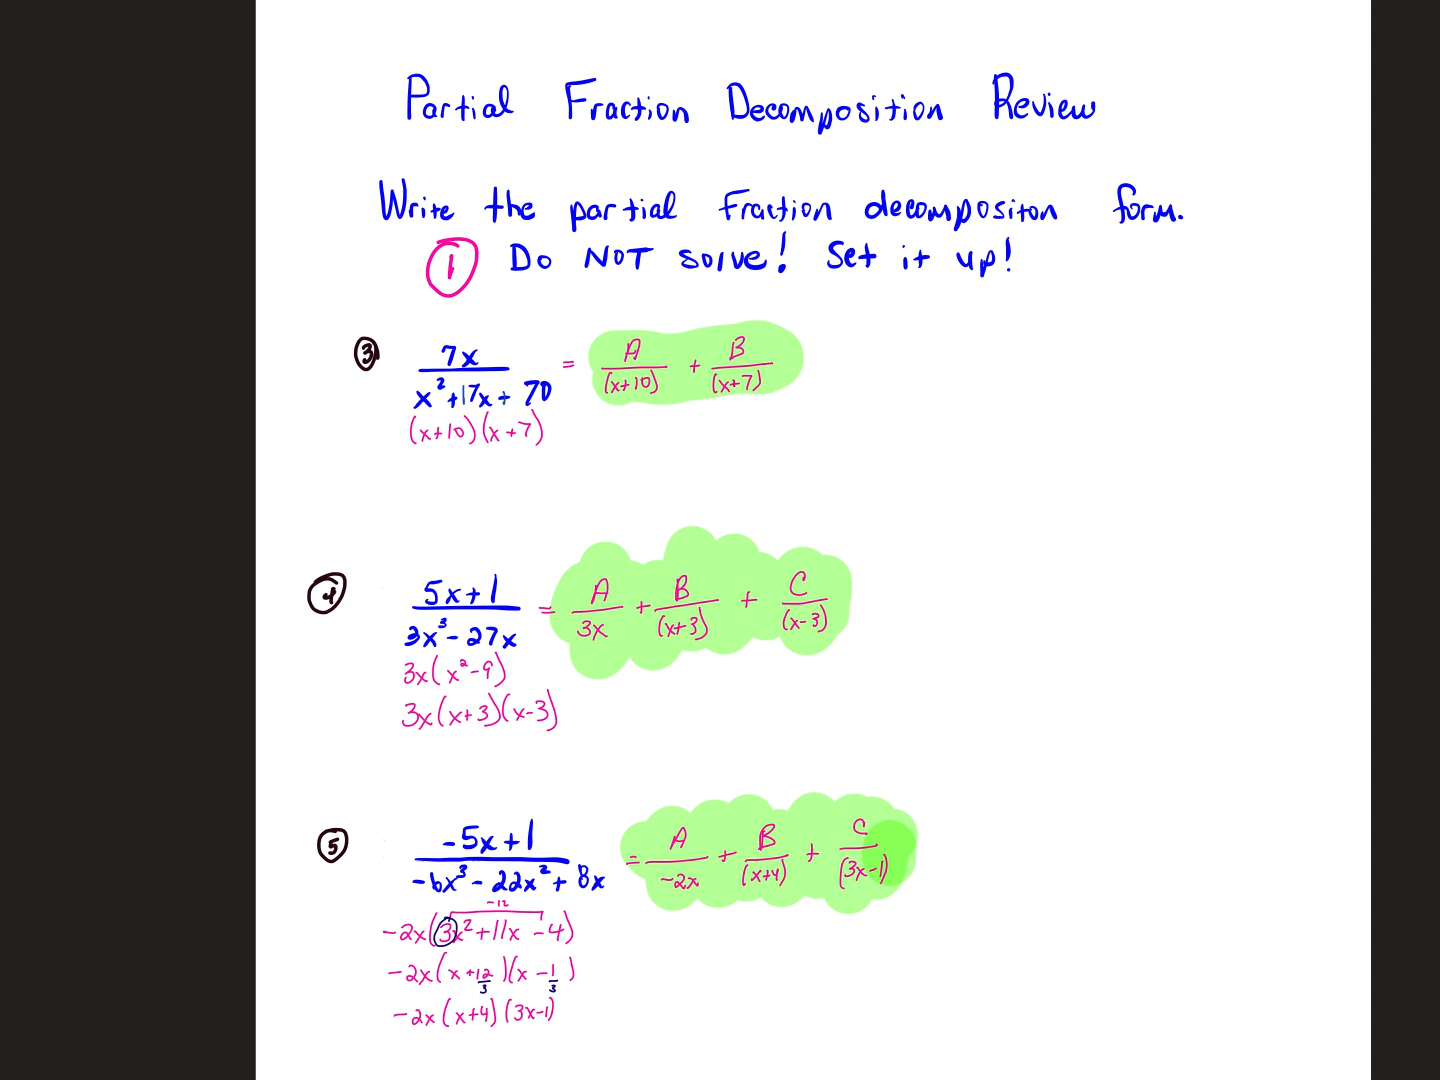 Partial Fraction Decomposition Review
Write the partial fraction decompositon form.
① Do NOT solve! Set it up!
③ 7x / x²+17x+70 = A/(x+10) + B/(x+7)
(x+10)(x+7)
④ 5x+1 / 3x³-27x = A/3x + B/(x+3) + C/(x-3)
3x(x²-9)
3x(x+3)(x-3)
⑤ -5x+1 / -6x³-22x²+8x = A/-2x + B/(x+4) + C/(3x-1)
-12
-2x(3x²+11x-4)
-2x(x+12/3)(x-1/3)
-2x(x+4)(3x-1)